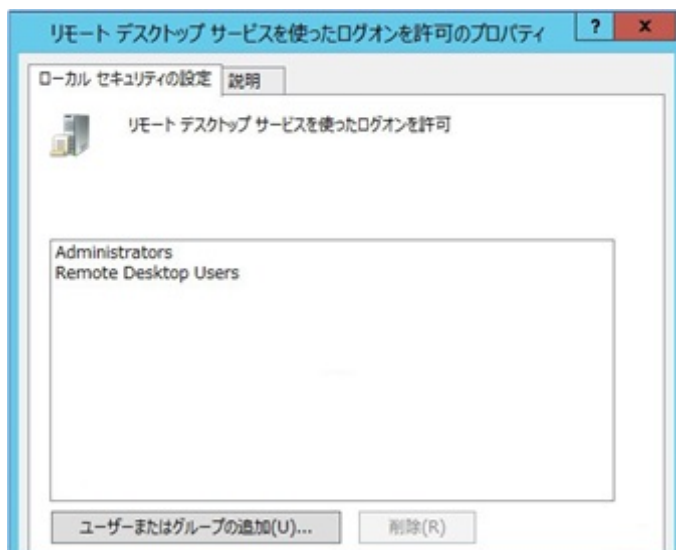 リモート デスクトップ サービスを使ったログオンを許可のプロパティ
? x
ローカル セキュリティの設定 説明
リモート デスクトップ サービスを使ったログオンを許可
Administrators
Remote Desktop Users
ユーザーまたはグループの追加(U)... 削除(R)